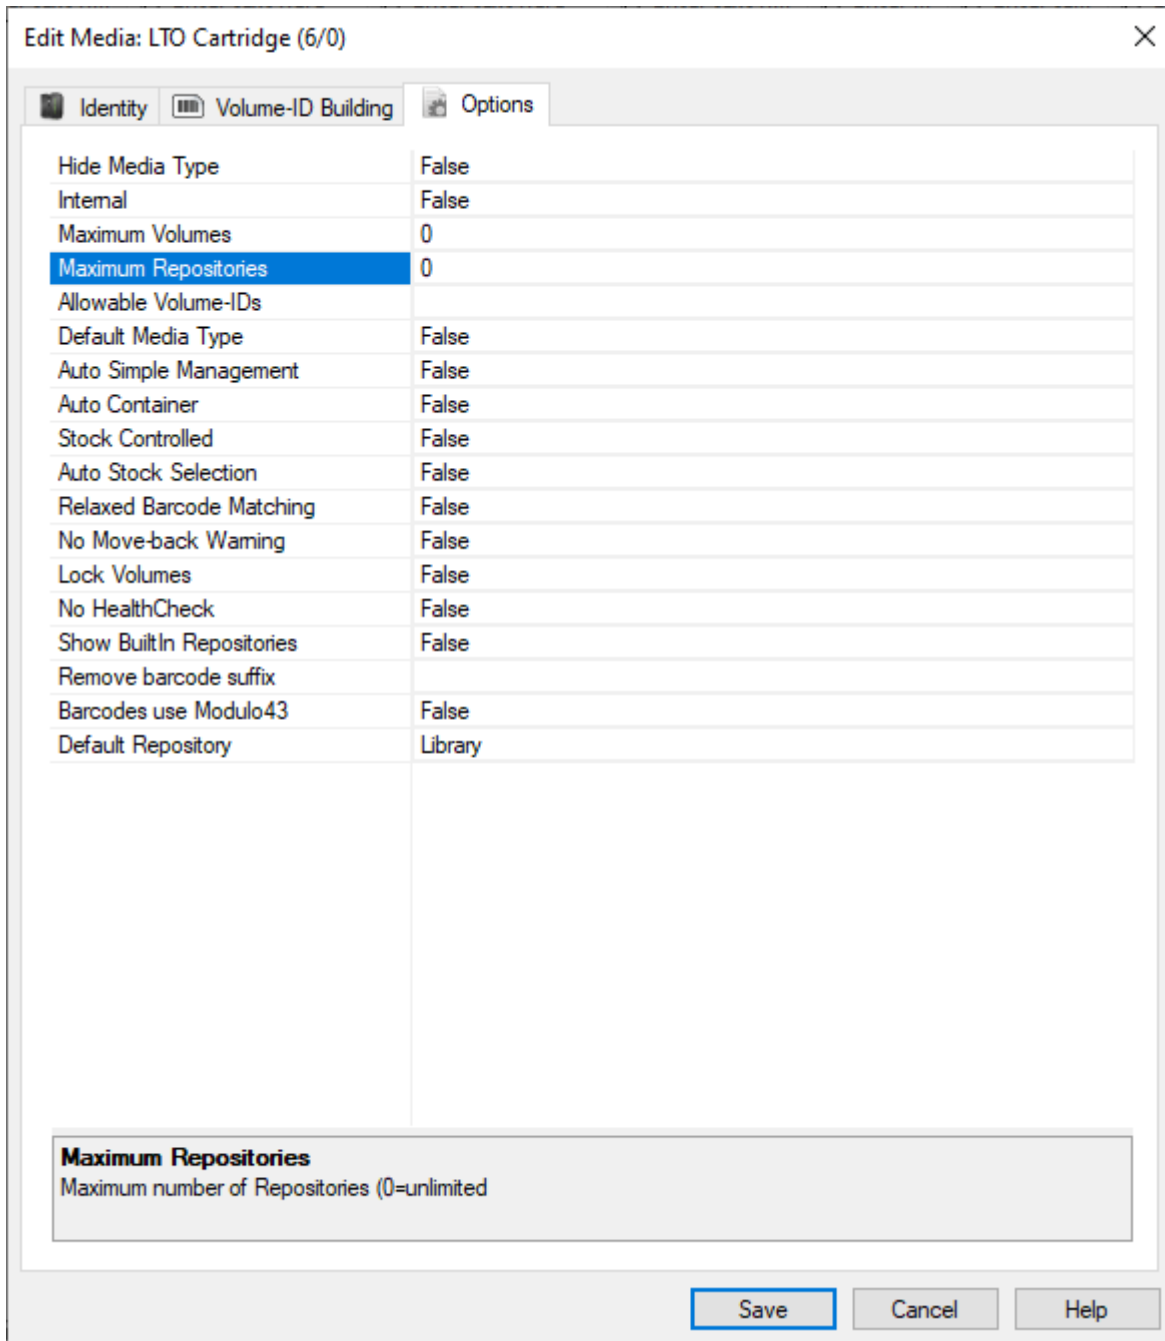 Edit Media: LTO Cartridge (6/0)
Identity Volume-ID Building Options
Hide Media Type False
Internal False
Maximum Volumes 0
Maximum Repositories 0
Allowable Volume-IDs
Default Media Type False
Auto Simple Management False
Auto Container False
Stock Controlled False
Auto Stock Selection False
Relaxed Barcode Matching False
No Move-back Warning False
Lock Volumes False
No HealthCheck False
Show BuiltIn Repositories False
Remove barcode suffix
Barcodes use Modulo43 False
Default Repository Library
Maximum Repositories
Maximum number of Repositories (0=unlimited
Save Cancel Help